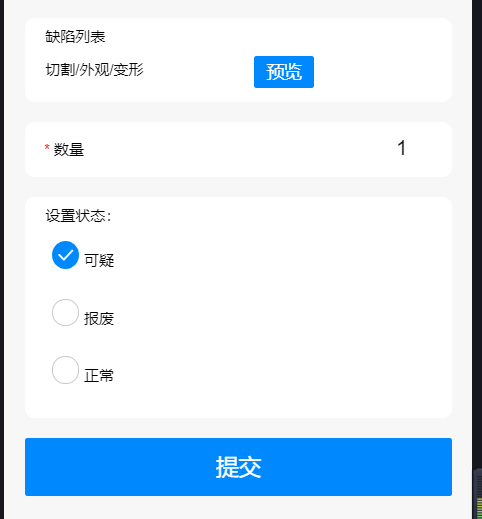 缺陷列表
切割/外观/变形 预览
* 数量 1
设置状态:
可疑
报废
正常
提交